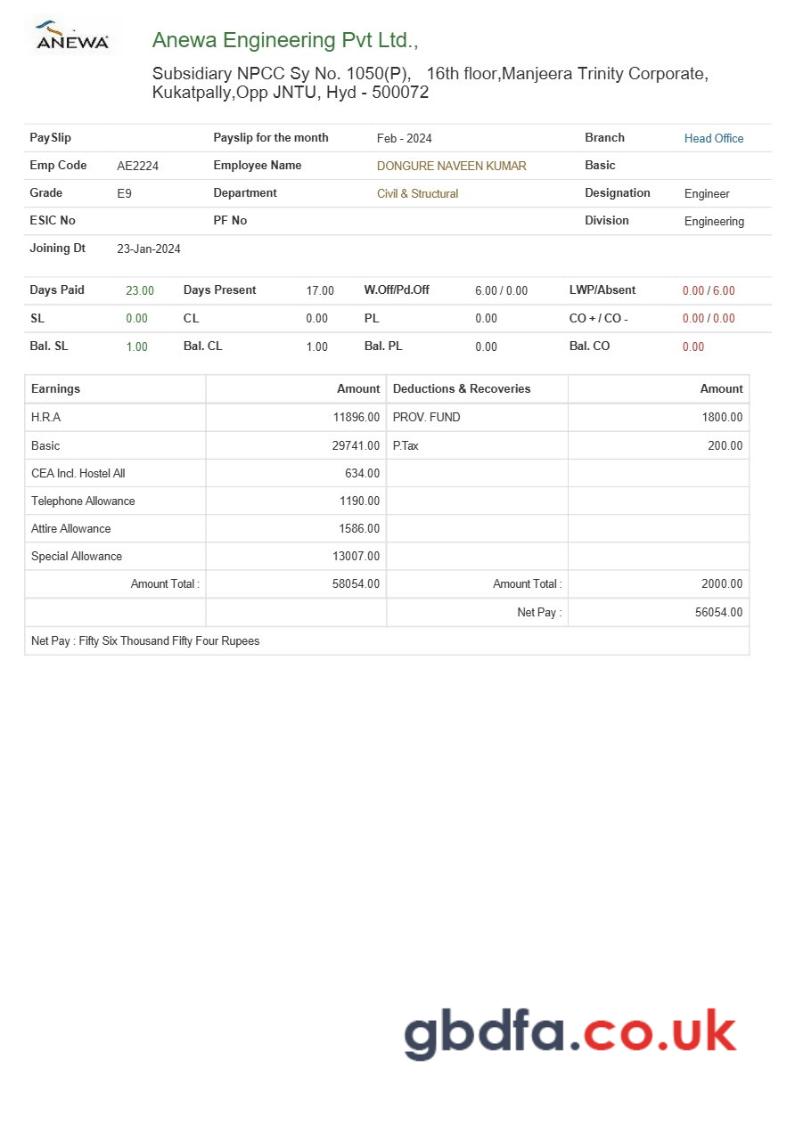 ANEWA
Anewa Engineering Pvt Ltd.,
Subsidiary NPCC Sy No. 1050(P), 16th floor,Manjeera Trinity Corporate,
Kukatpally,Opp JNTU, Hyd - 500072
PaySlip Payslip for the month Feb - 2024 Branch Head Office
Emp Code AE2224 Employee Name DONGURE NAVEEN KUMAR Basic
Grade E9 Department Civil & Structural Designation Engineer
ESIC No PF No Division Engineering
Joining Dt 23-Jan-2024
Days Paid 23.00 Days Present 17.00 W.Off/Pd.Off 6.00 / 0.00 LWP/Absent 0.00 / 6.00
SL 0.00 CL 0.00 PL 0.00 CO + / CO - 0.00 / 0.00
Bal. SL 1.00 Bal. CL 1.00 Bal. PL 0.00 Bal. CO 0.00
Earnings Amount Deductions & Recoveries Amount
H.R.A 11896.00 PROV. FUND 1800.00
Basic 29741.00 P.Tax 200.00
CEA Incl. Hostel All 634.00
Telephone Allowance 1190.00
Attire Allowance 1586.00
Special Allowance 13007.00
Amount Total : 58054.00 Amount Total : 2000.00
Net Pay : 56054.00
Net Pay : Fifty Six Thousand Fifty Four Rupees
gbdfa.co.uk